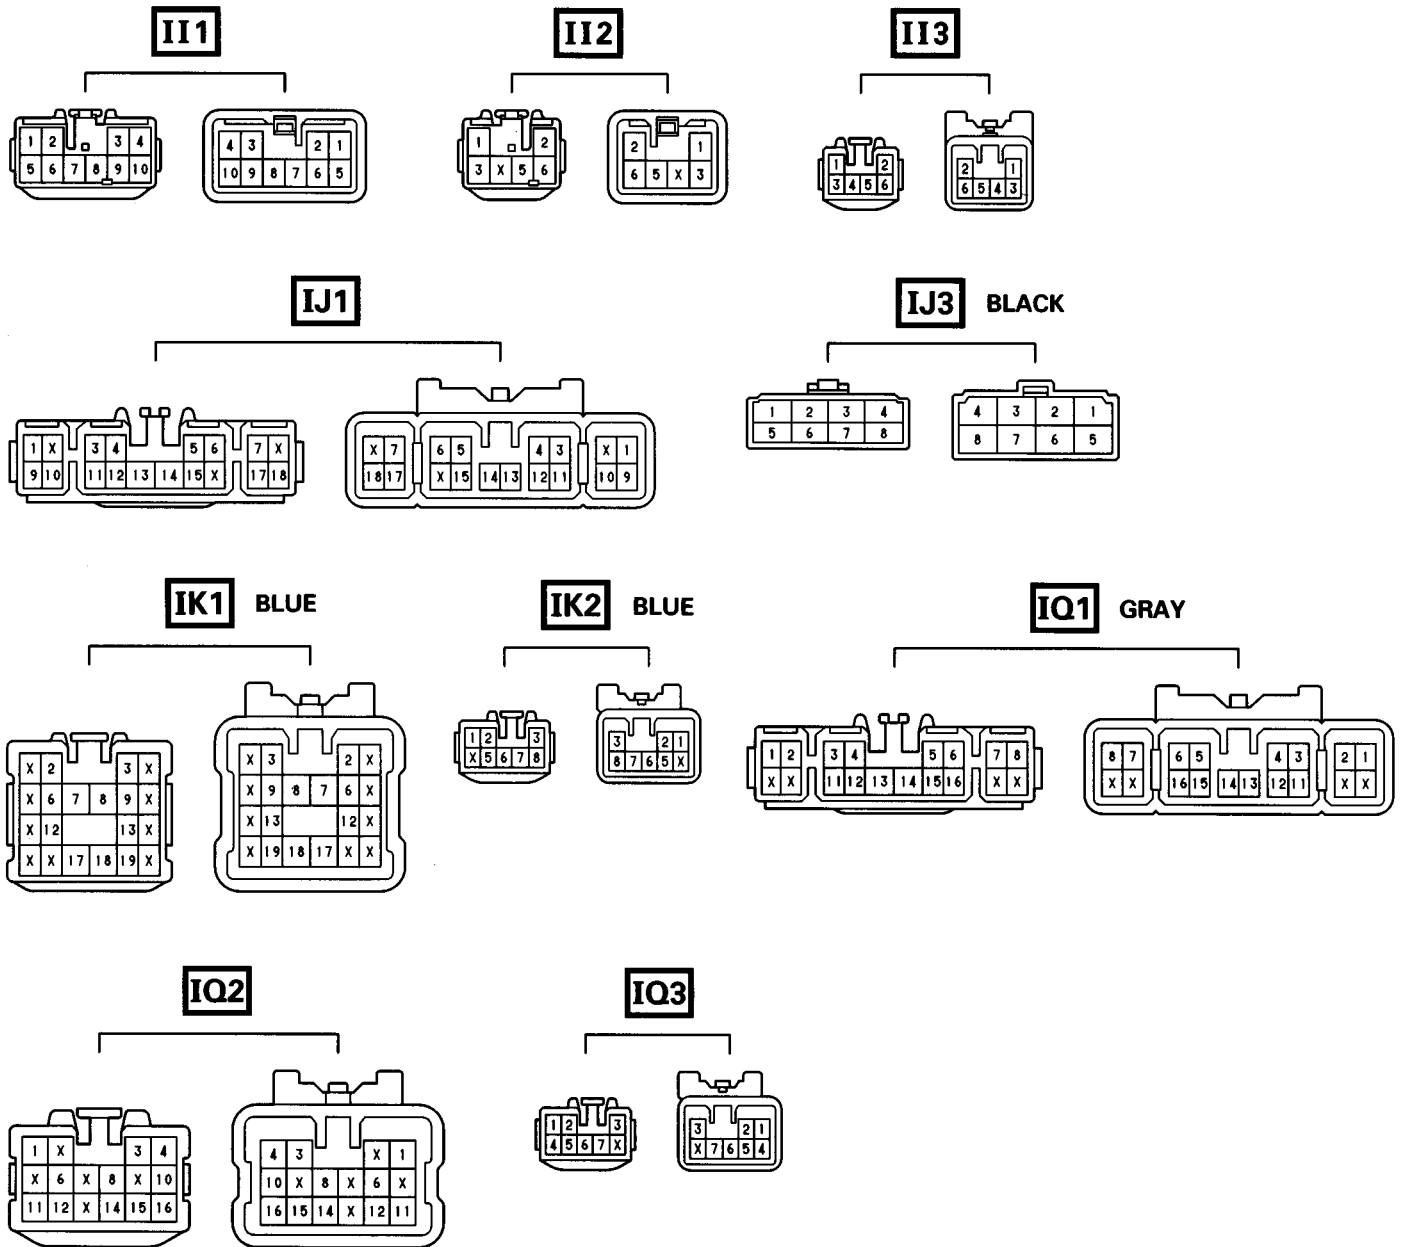 II1 II2 II3
1 2 3 4
5 6 7 8 9 10
4 3 2 1
10 9 8 7 6 5
1 2
3 X 5 6
2 1
6 5 X 3
1 2
3 4 5 6
2 1
6 5 4 3
IJ1 IJ3 BLACK
1 X 3 4 5 6 7 X
9 10 11 12 13 14 15 X 17 18
X 7 6 5 4 3 X 1
18 17 X 15 14 13 12 11 10 9
1 2 3 4
5 6 7 8
4 3 2 1
8 7 6 5
IK1 BLUE IK2 BLUE IQ1 GRAY
X 2 3 X
X 6 7 8 9 X
X 12 13 X
X X 17 18 19 X
X 3 2 X
X 9 8 7 6 X
X 13 12 X
X 19 18 17 X X
1 2 3
X 5 6 7 8
3 2 1
8 7 6 5 X
1 2 3 4 5 6 7 8
X X 11 12 13 14 15 16 X X
8 7 6 5 4 3 2 1
X X 16 15 14 13 12 11 X X
IQ2 IQ3
1 X 3 4
X 6 X 8 X 10
11 12 X 14 15 16
4 3 X 1
10 X 8 X 6 X
16 15 14 X 12 11
1 2 3
4 5 6 7 X
3 2 1
X 7 6 5 4